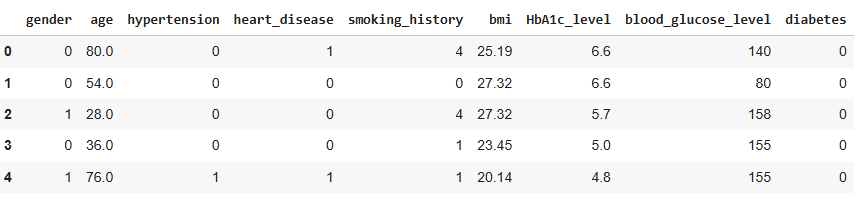 gender age hypertension heart_disease smoking_history bmi HbA1c_level blood_glucose_level diabetes
0 0 80.0 0 1 4 25.19 6.6 140 0
1 0 54.0 0 0 0 27.32 6.6 80 0
2 1 28.0 0 0 4 27.32 5.7 158 0
3 0 36.0 0 0 1 23.45 5.0 155 0
4 1 76.0 1 1 1 20.14 4.8 155 0